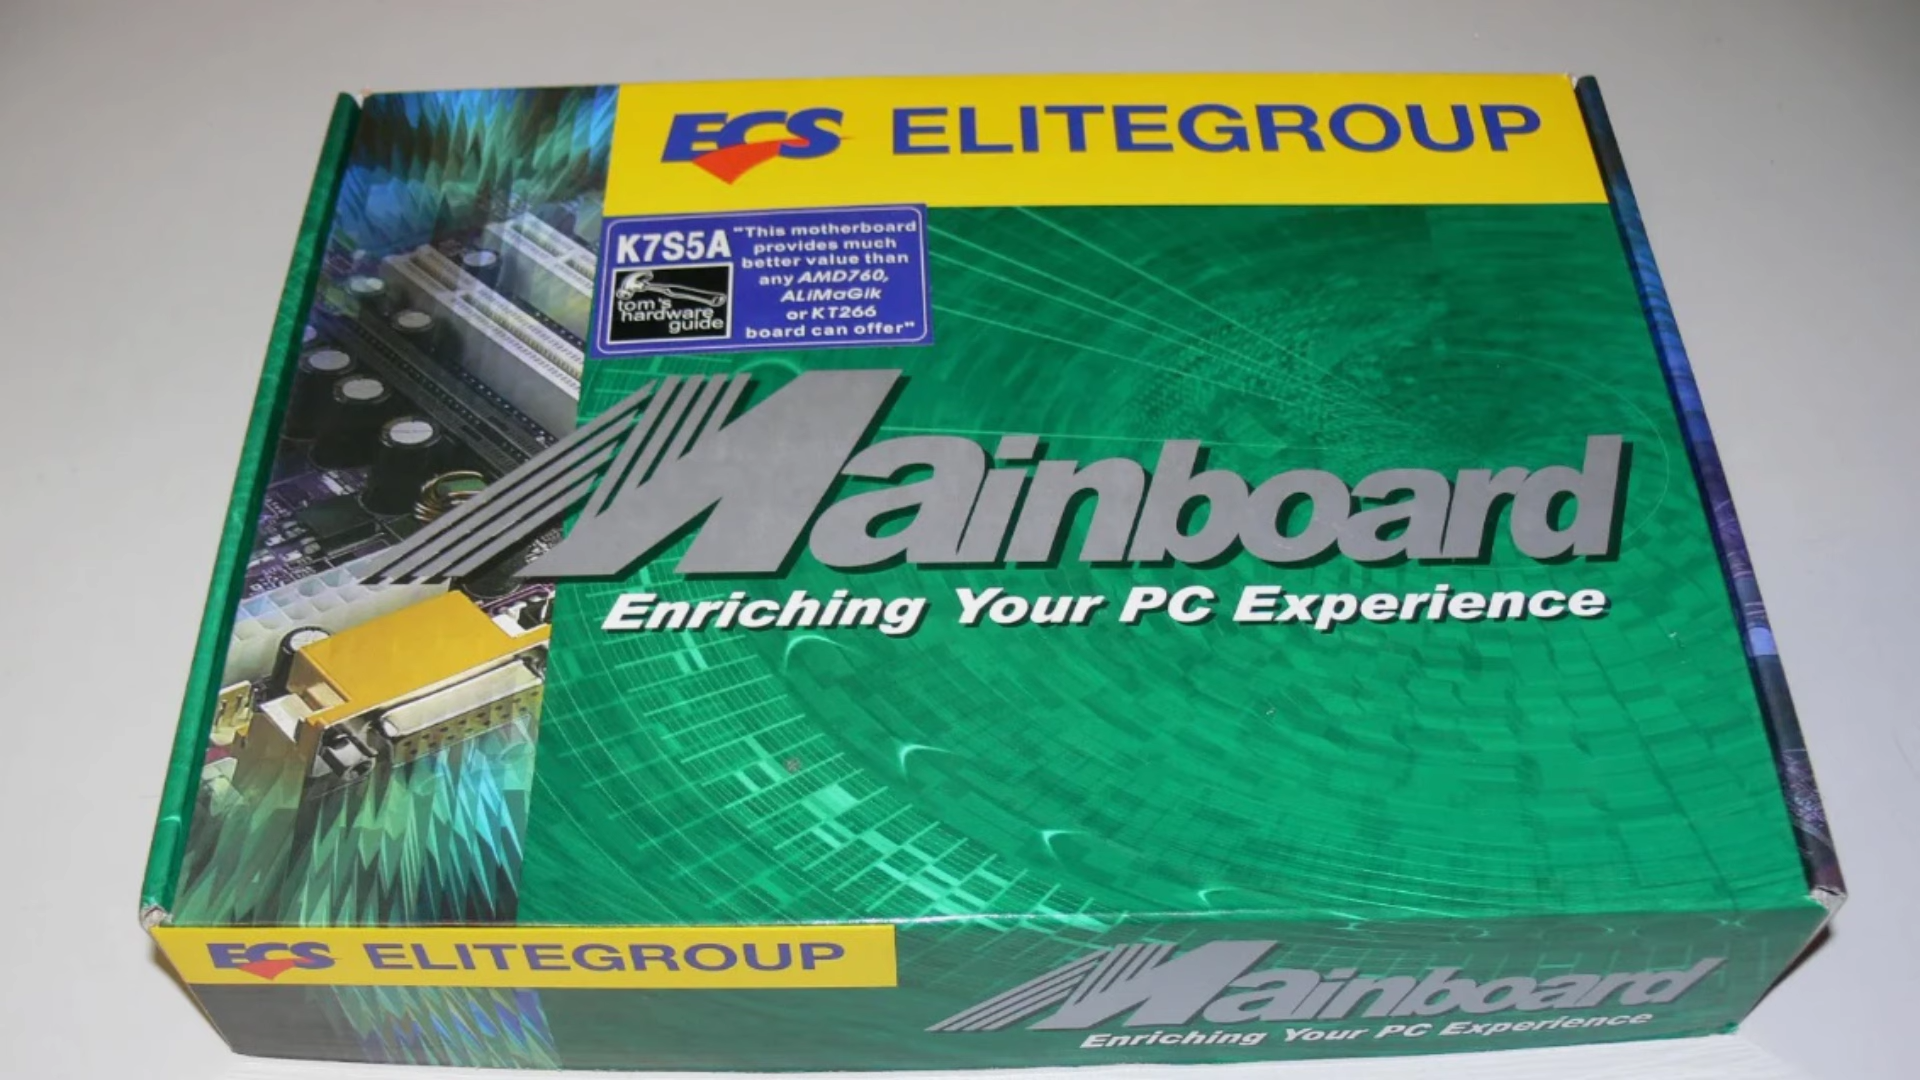 ECS ELITEGROUP
K7S5A
tom's
hardware
guide
"This motherboard
provides much
better value than
any AMD760,
ALiMaGik
or KT266
board can offer"
Mainboard
Enriching Your PC Experience
ECS ELITEGROUP
Mainboard
Enriching Your PC Experience